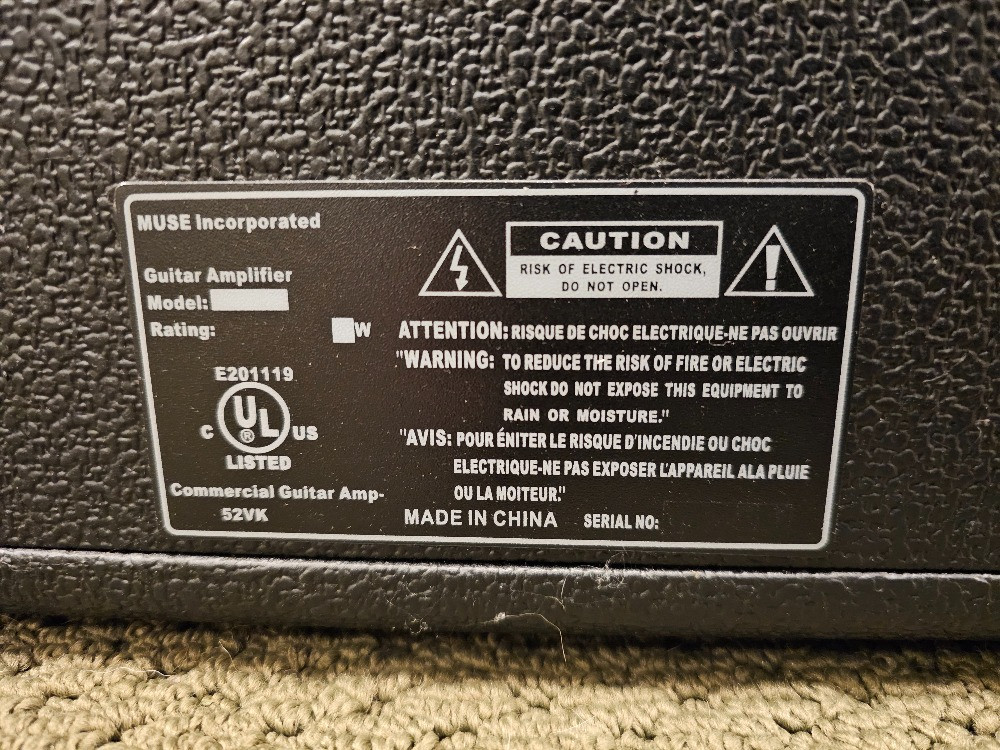 MUSE Incorporated
Guitar Amplifier
Model:
Rating: W
E201119
C UL ® US
LISTED
Commercial Guitar Amp-
52VK
CAUTION
RISK OF ELECTRIC SHOCK,
DO NOT OPEN.
ATTENTION: RISQUE DE CHOC ELECTRIQUE-NE PAS OUVRIR
"WARNING: TO REDUCE THE RISK OF FIRE OR ELECTRIC
SHOCK DO NOT EXPOSE THIS EQUIPMENT TO
RAIN OR MOISTURE."
"AVIS: POUR ÉNITER LE RISQUE D'INCENDIE OU CHOC
ELECTRIQUE-NE PAS EXPOSER L'APPAREIL ALA PLUIE
OU LA MOITEUR."
MADE IN CHINA SERIAL NO: